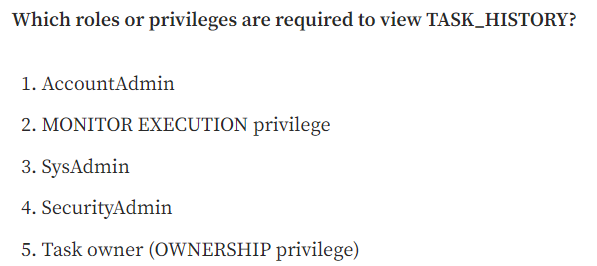 Which roles or privileges are required to view TASK_HISTORY?
1. AccountAdmin
2. MONITOR EXECUTION privilege
3. SysAdmin
4. SecurityAdmin
5. Task owner (OWNERSHIP privilege)